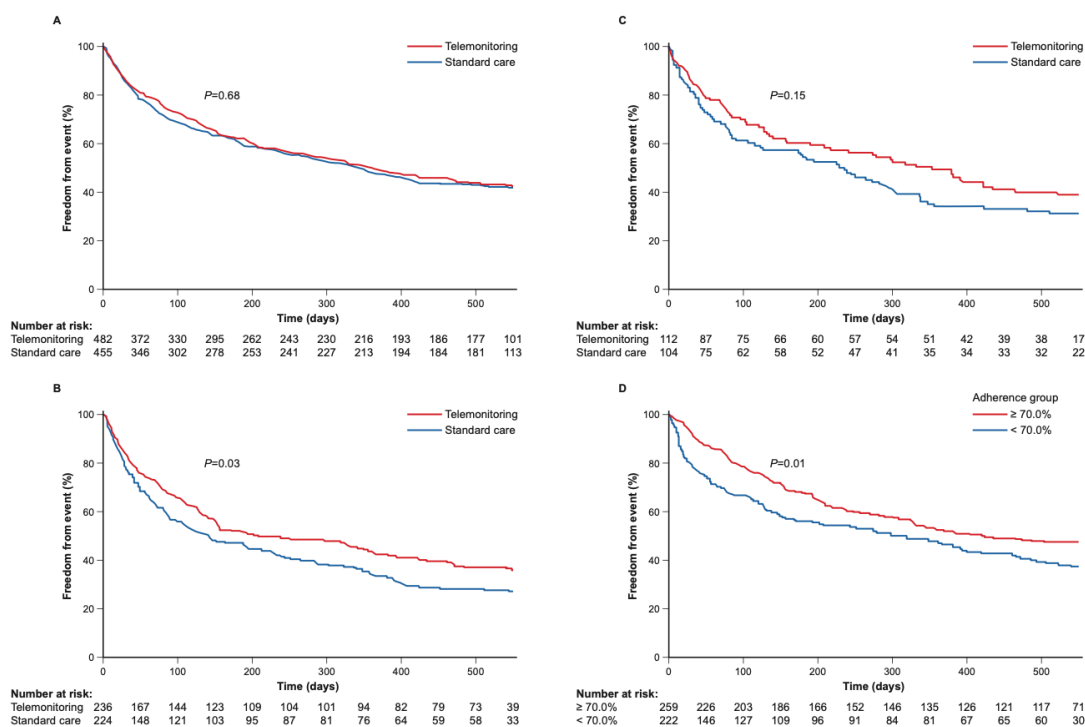 A
Telemonitoring
Standard care
P=0.68
Freedom from event (%)
100
80
60
40
20
0
0 100 200 300 400 500
Time (days)
Number at risk:
Telemonitoring 482 372 330 295 262 243 230 216 193 186 177 101
Standard care 455 346 302 278 253 241 227 213 194 184 181 113
C
Telemonitoring
Standard care
P=0.15
Freedom from event (%)
100
80
60
40
20
0
0 100 200 300 400 500
Time (days)
Number at risk:
Telemonitoring 112 87 75 66 60 57 54 51 42 39 38 17
Standard care 104 75 62 58 52 47 41 35 34 33 32 22
B
Telemonitoring
Standard care
P=0.03
Freedom from event (%)
100
80
60
40
20
0
0 100 200 300 400 500
Time (days)
Number at risk:
Telemonitoring 236 167 144 123 109 104 101 94 82 79 73 39
Standard care 224 148 121 103 95 87 81 76 64 59 58 33
D
Adherence group
≥ 70.0%
< 70.0%
P=0.01
Freedom from event (%)
100
80
60
40
20
0
0 100 200 300 400 500
Time (days)
Number at risk:
≥ 70.0% 259 226 203 186 166 152 146 135 126 121 117 71
< 70.0% 222 146 127 109 96 91 84 81 67 65 60 30